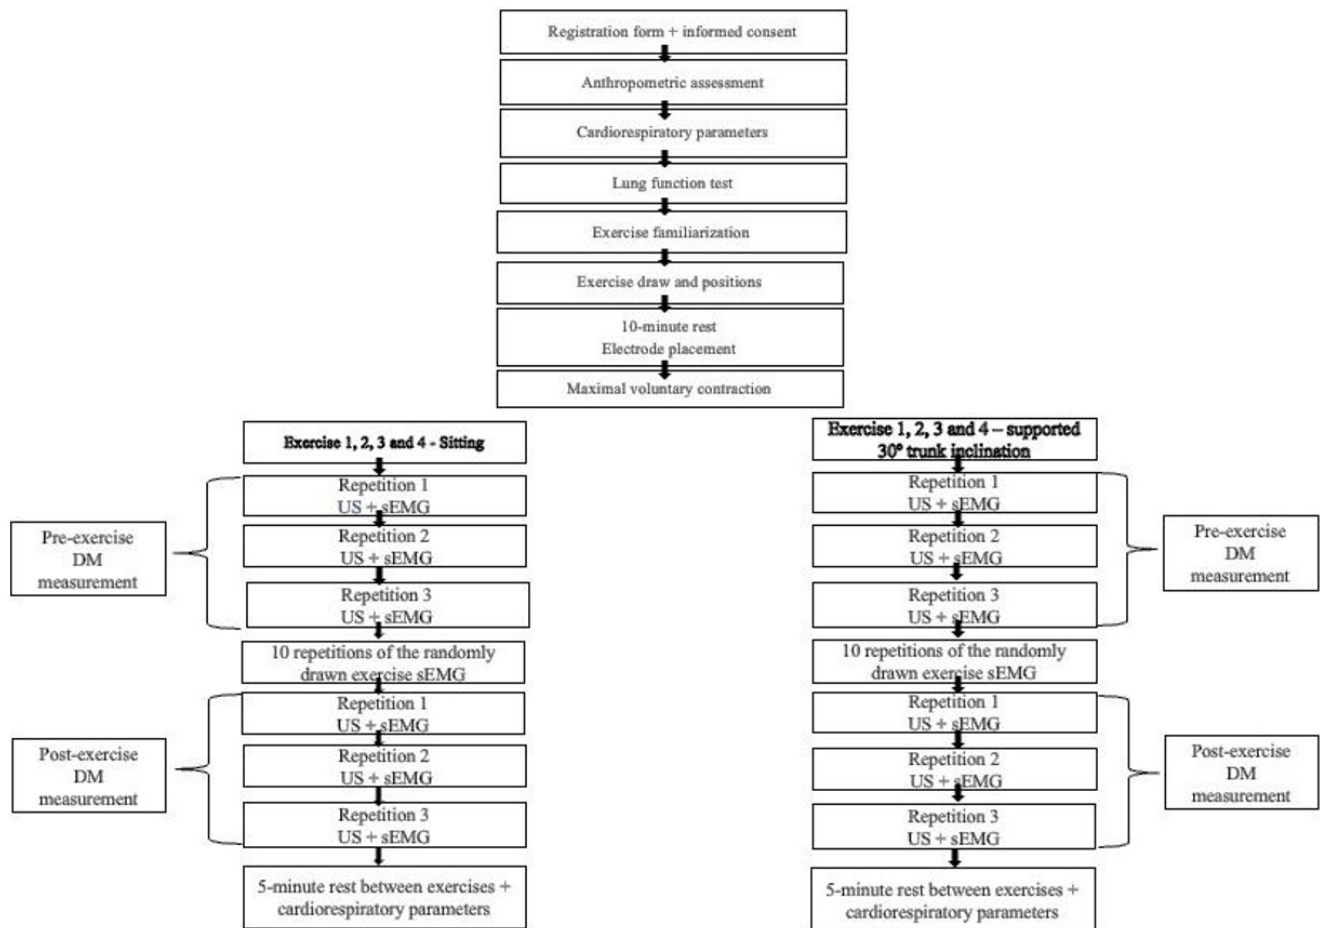 Registration form + informed consent
Anthropometric assessment
Cardiorespiratory parameters
Lung function test
Exercise familiarization
Exercise draw and positions
10-minute rest
Electrode placement
Maximal voluntary contraction
Exercise 1, 2, 3 and 4 - Sitting
Repetition 1
US + sEMG
Repetition 2
US + sEMG
Repetition 3
US + sEMG
Pre-exercise
DM
measurement
10 repetitions of the randomly
drawn exercise sEMG
Repetition 1
US + sEMG
Repetition 2
US + sEMG
Repetition 3
US + sEMG
Post-exercise
DM
measurement
5-minute rest between exercises +
cardiorespiratory parameters
Exercise 1, 2, 3 and 4 – supported
30º trunk inclination
Repetition 1
US + sEMG
Repetition 2
US + sEMG
Repetition 3
US + sEMG
Pre-exercise
DM
measurement
10 repetitions of the randomly
drawn exercise sEMG
Repetition 1
US + sEMG
Repetition 2
US + sEMG
Repetition 3
US + sEMG
Post-exercise
DM
measurement
5-minute rest between exercises +
cardiorespiratory parameters